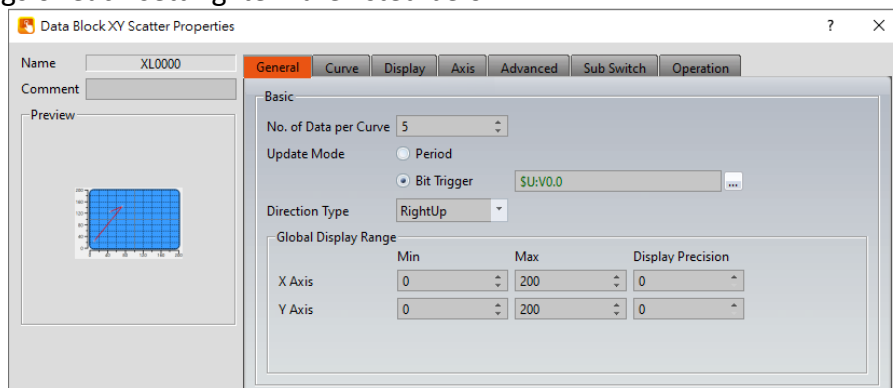 Data Block XY Scatter Properties ? ×
Name XL0000
Comment
Preview
General Curve Display Axis Advanced Sub Switch Operation
Basic
No. of Data per Curve 5
Update Mode Period
Bit Trigger $U:V0.0 ...
Direction Type RightUp
Global Display Range
Min Max Display Precision
X Axis 0 200 0
Y Axis 0 200 0